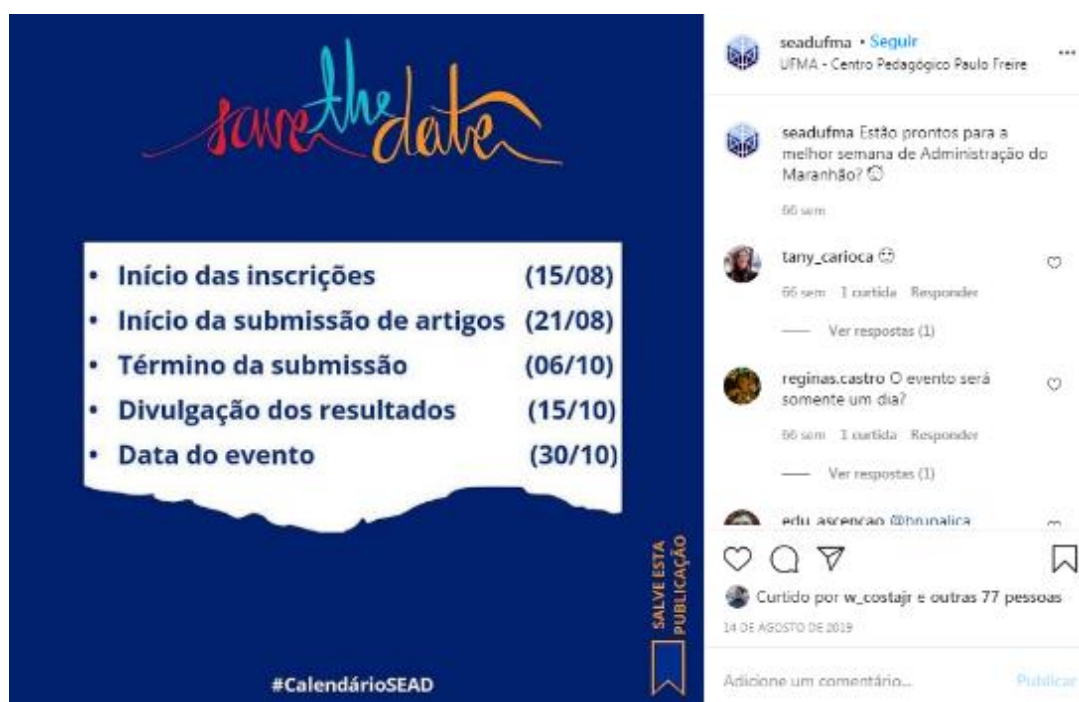 save the date
• Início das inscrições (15/08)
• Início da submissão de artigos (21/08)
• Término da submissão (06/10)
• Divulgação dos resultados (15/10)
• Data do evento (30/10)
SALVE ESTA
PUBLICAÇÃO
#CalendárioSEAD
seadufma • Seguir
UFMA - Centro Pedagógico Paulo Freire
seadufma Estão prontos para a
melhor semana de Administração do
Maranhão?
66 sem
tany_carioca
66 sem 1 curtida Responder
Ver respostas (1)
reginas.castro O evento será
somente um dia?
66 sem 1 curtida Responder
Ver respostas (1)
edu_ascencao @brunalica
Curtido por w_costajr e outras 77 pessoas
14 DE AGOSTO DE 2019
Adicione um comentário... Publicar